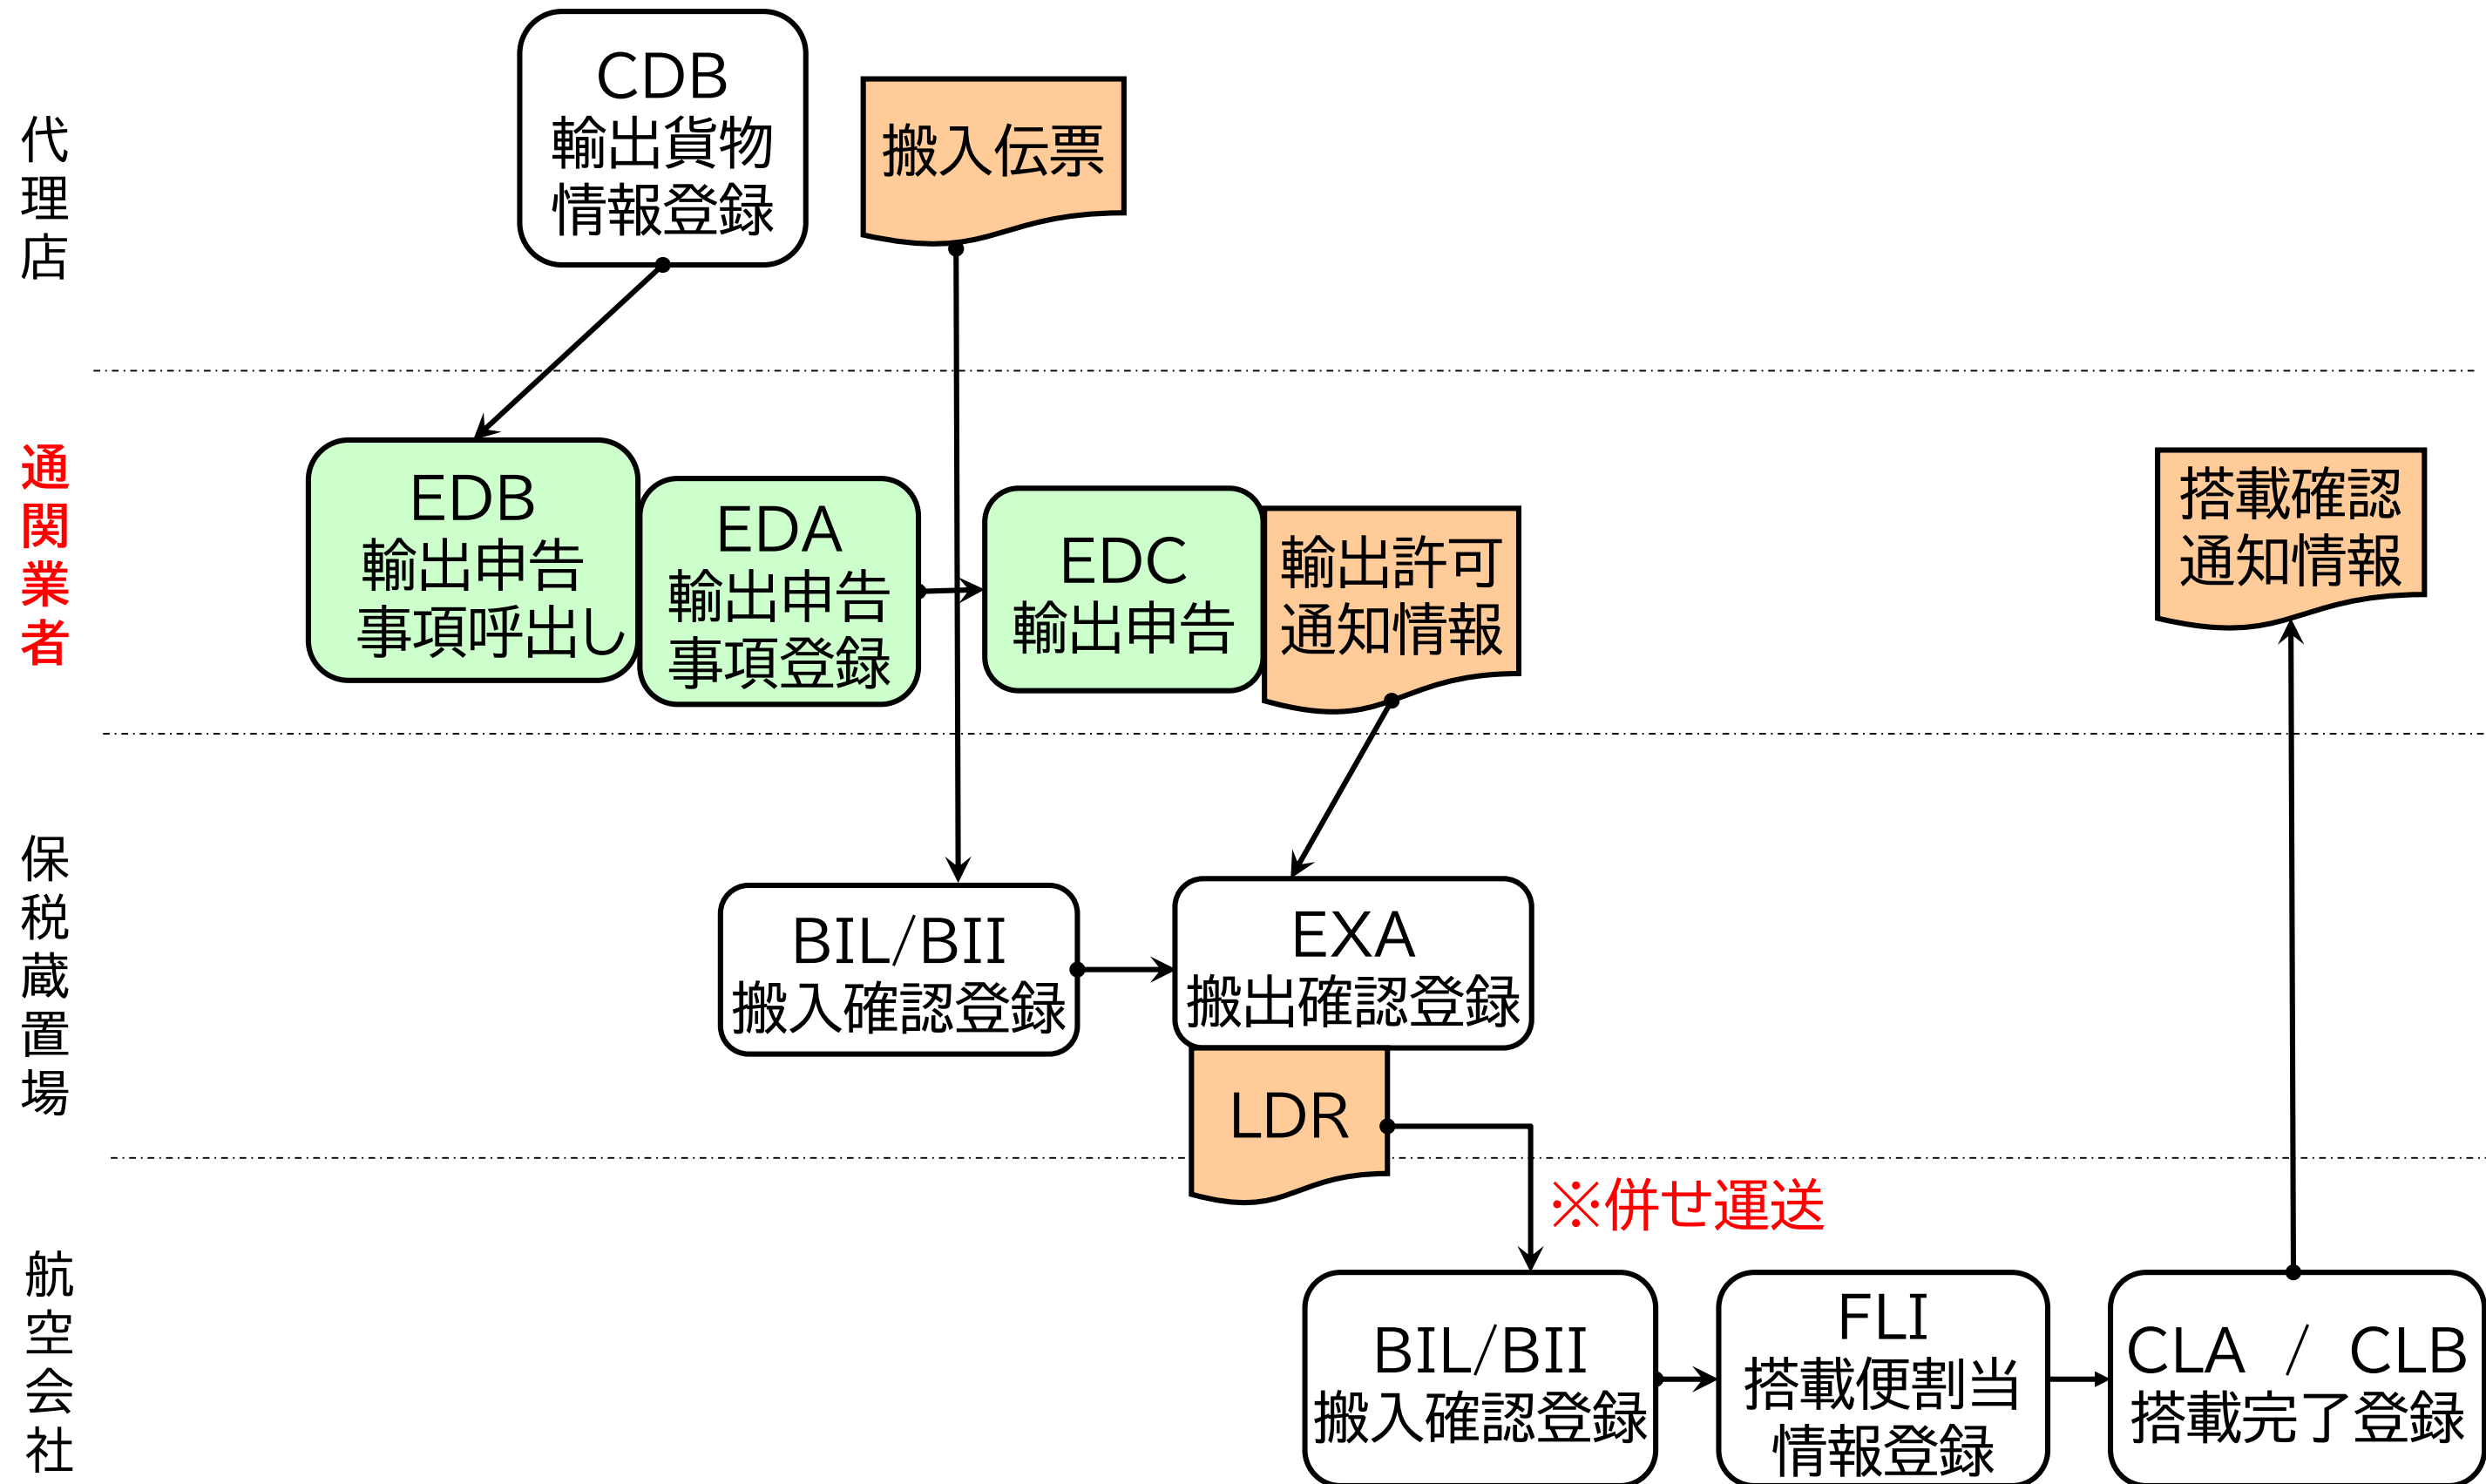 代理店
CDB
輸出貨物
情報登録
搬入伝票
通関業者
EDB
輸出申告
事項呼出し
EDA
輸出申告
事項登録
EDC
輸出申告
輸出許可
通知情報
搭載確認
通知情報
保税蔵置場
BIL/BII
搬入確認登録
EXA
搬出確認登録
LDR
※併せ運送
航空会社
BIL/BII
搬入確認登録
FLI
搭載便割当
情報登録
CLA / CLB
搭載完了登録